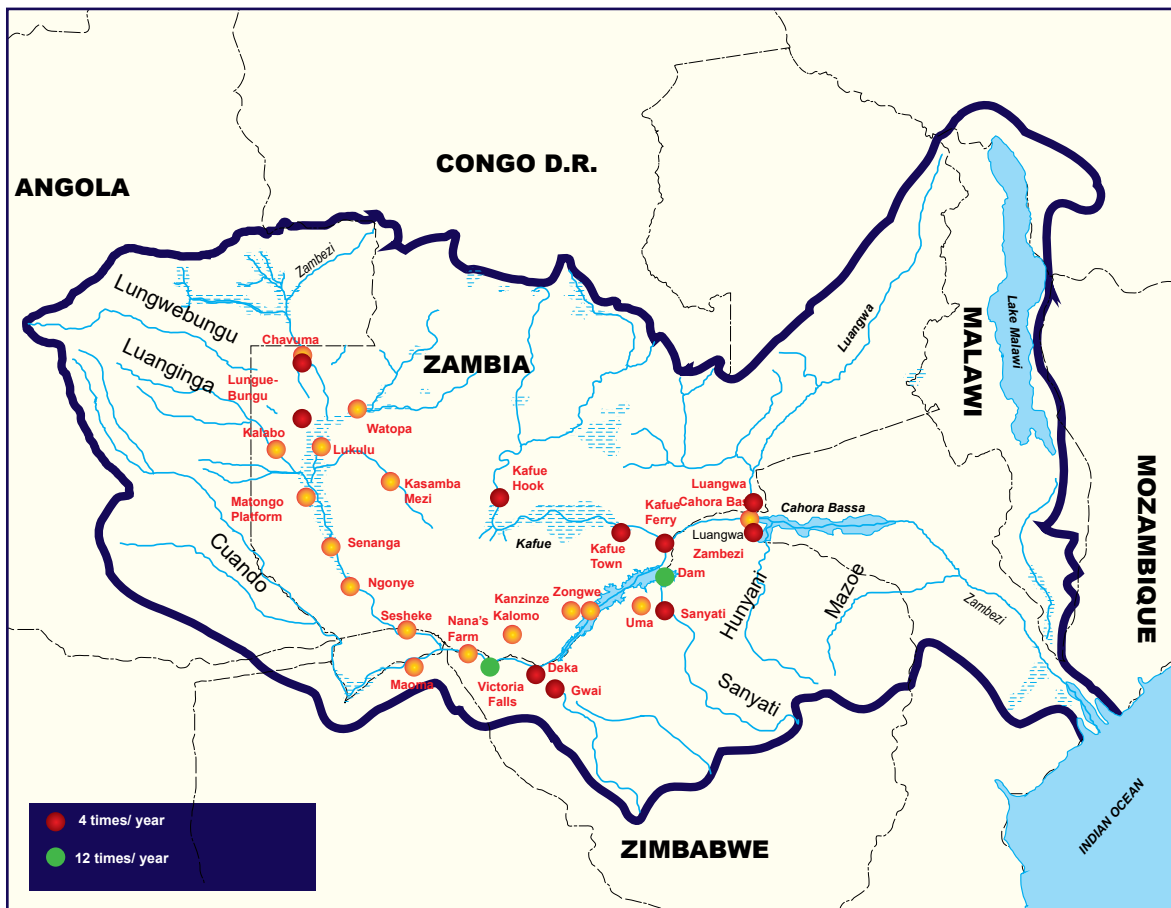 CONGO D.R.
ANGOLA
Zambezi
Lungwebungu
Luangwa
Lake Malawi
MALAWI
Chavuma
Luanginga
ZAMBIA
Lungue-
Bungu
Watopa
Kalabo
Lukulu
MOZAMBIQUE
Kasamba
Mezi
Kafue
Hook
Luangwa
Cahora Bas
Matongo
Platform
Kafue
Ferry
Cahora Bassa
Kafue
Luangwa
Zambezi
Senanga
Kafue
Town
Cuando
Dam
Hunyani
Mazoe
Ngonye
Kanzinze
Kalomo
Zongwe
Zambezi
Uma
Sanyati
Sesheke
Nana's
Farm
Maoma
Deka
Victoria
Falls
Gwai
Sanyati
INDIAN OCEAN
ZIMBABWE
4 times/ year
12 times/ year